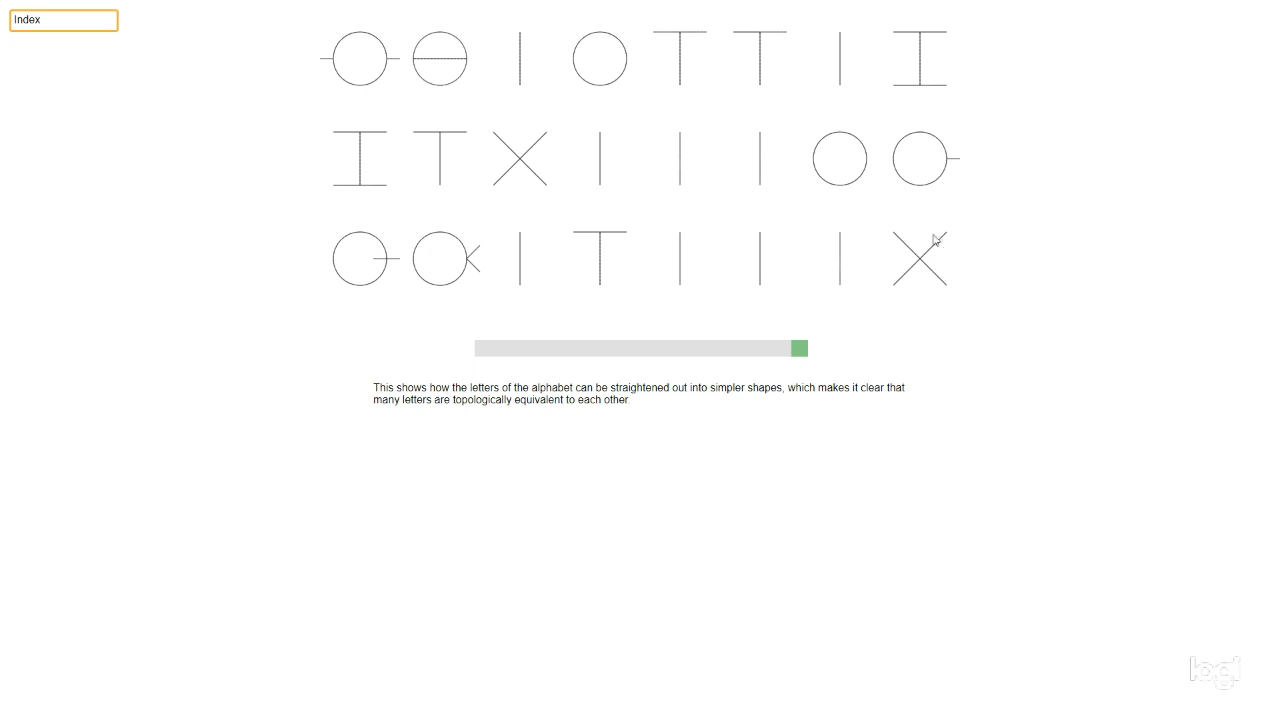 Index
This shows how the letters of the alphabet can be straightened out into simpler shapes, which makes it clear that
many letters are topologically equivalent to each other.
logi